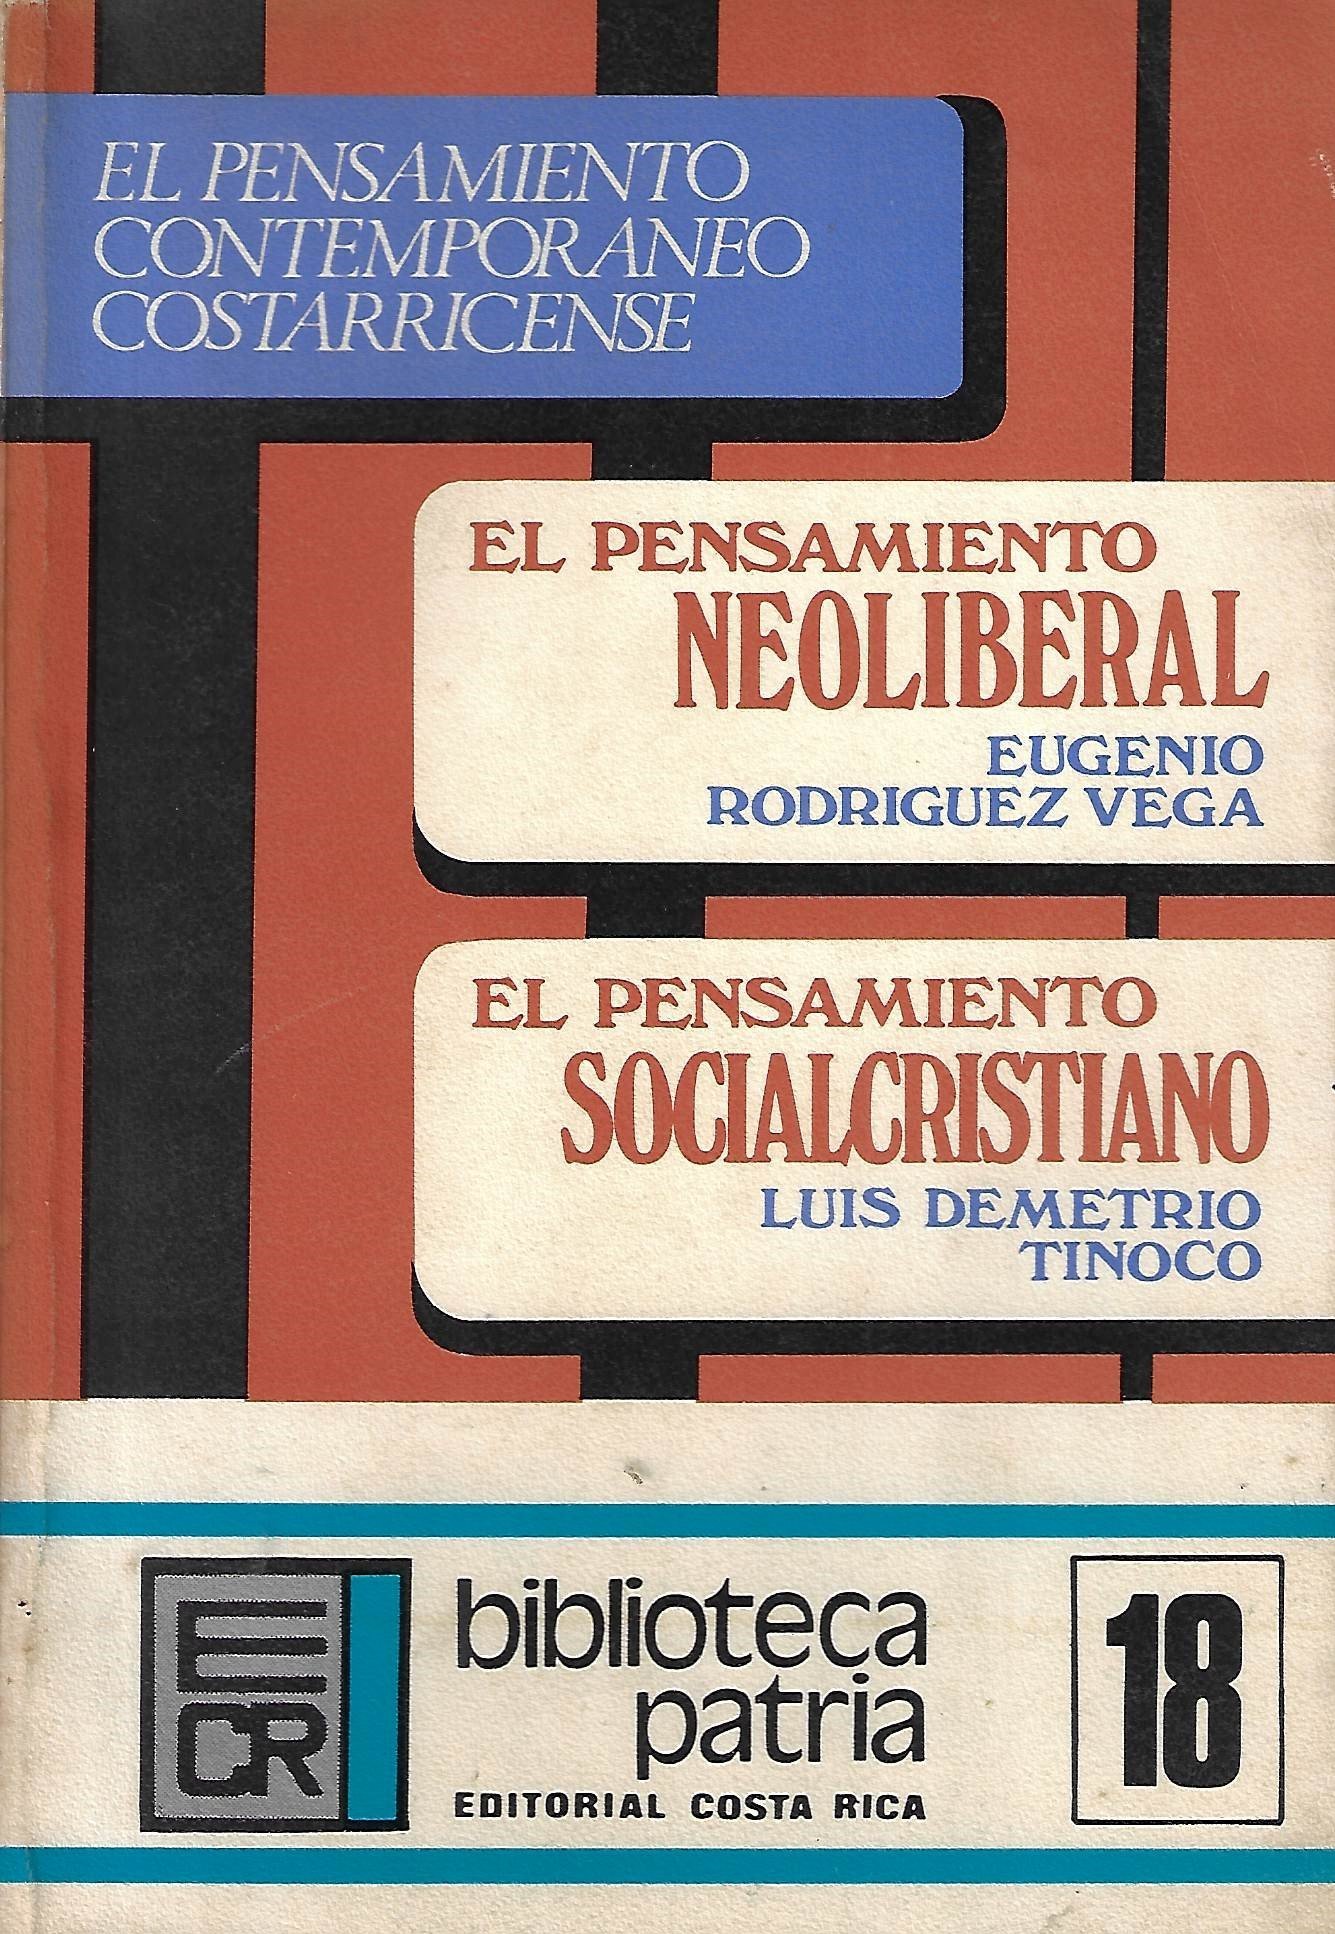 EL PENSAMIENTO
CONTEMPORANEO
COSTARRICENSE
EL PENSAMIENTO
NEOLIBERAL
EUGENIO
RODRIGUEZ VEGA
EL PENSAMIENTO
SOCIALCRISTIANO
LUIS DEMETRIO
TINOCO
ECR
biblioteca
patria
EDITORIAL COSTA RICA
18